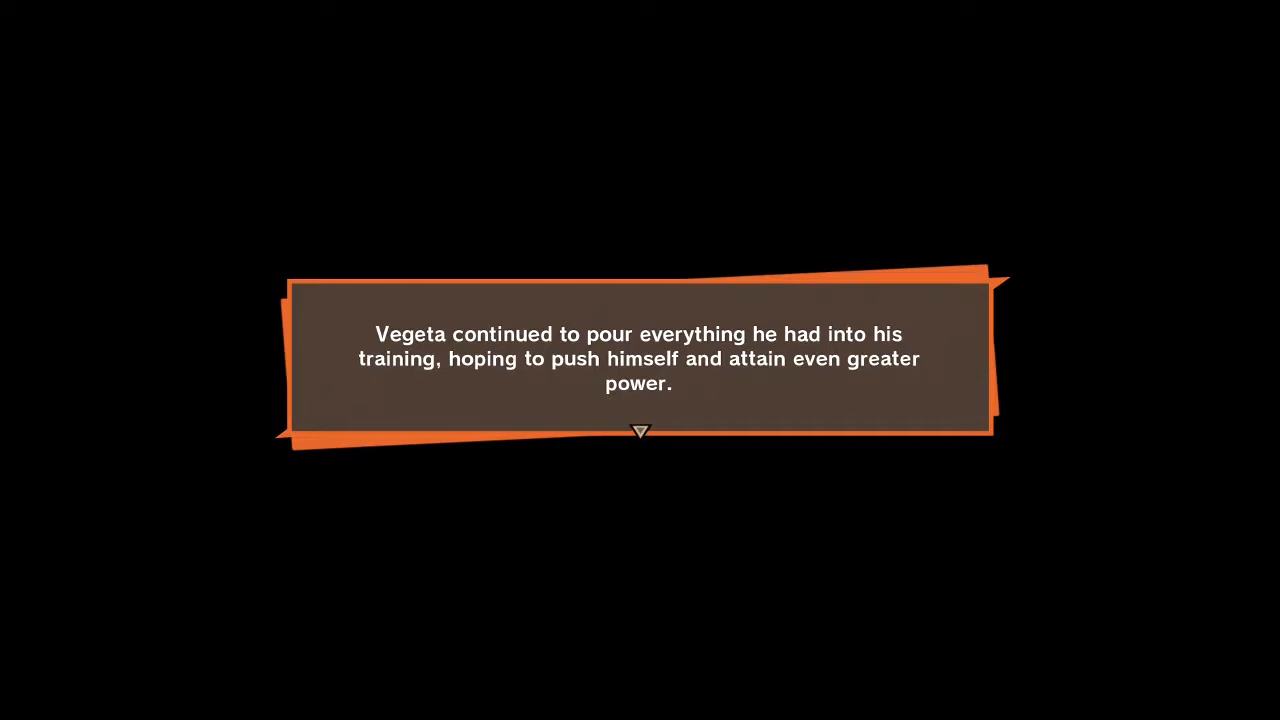 Vegeta continued to pour everything he had into his
training, hoping to push himself and attain even greater
power.